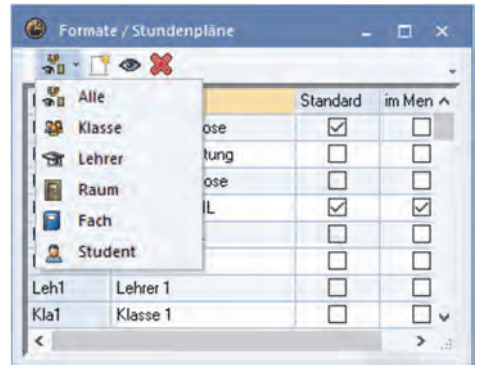 Formate / Stundenpläne
Standard im Men
Alle
Klasse
ose
Lehrer
tung
ose
Raum
IL
Fach
Student
Leh1 Lehrer 1
Kla1 Klasse 1